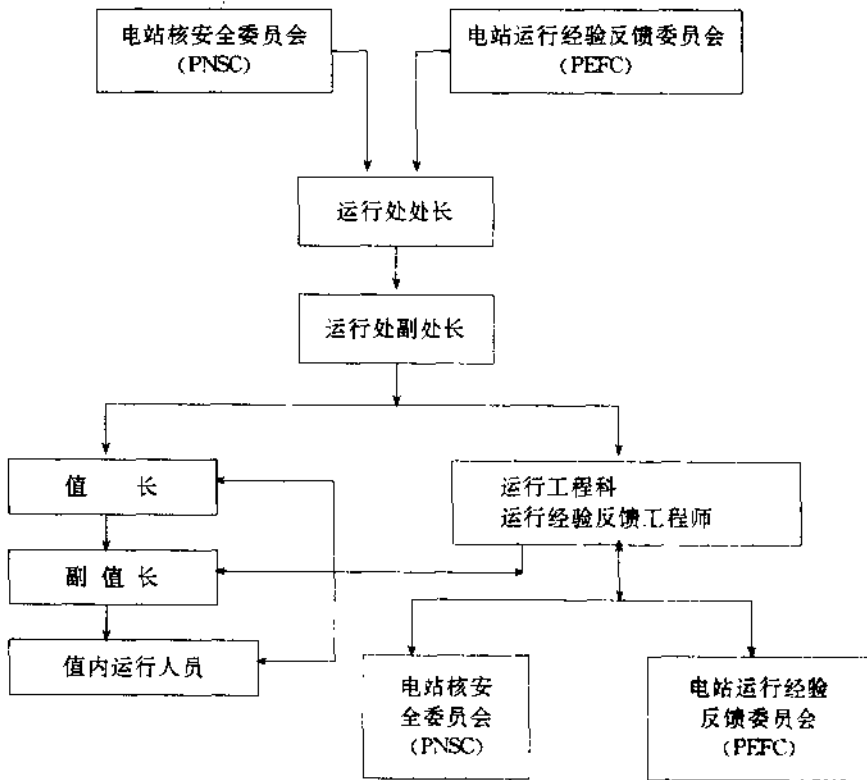 电站核安全委员会
(PNSC)
电站运行经验反馈委员会
(PEFC)
运行处处长
运行处副处长
值 长
运行工程科
运行经验反馈工程师
副 值 长
值内运行人员
电站核安
全委员会
(PNSC)
电站运行经验
反馈委员会
(PEFC)